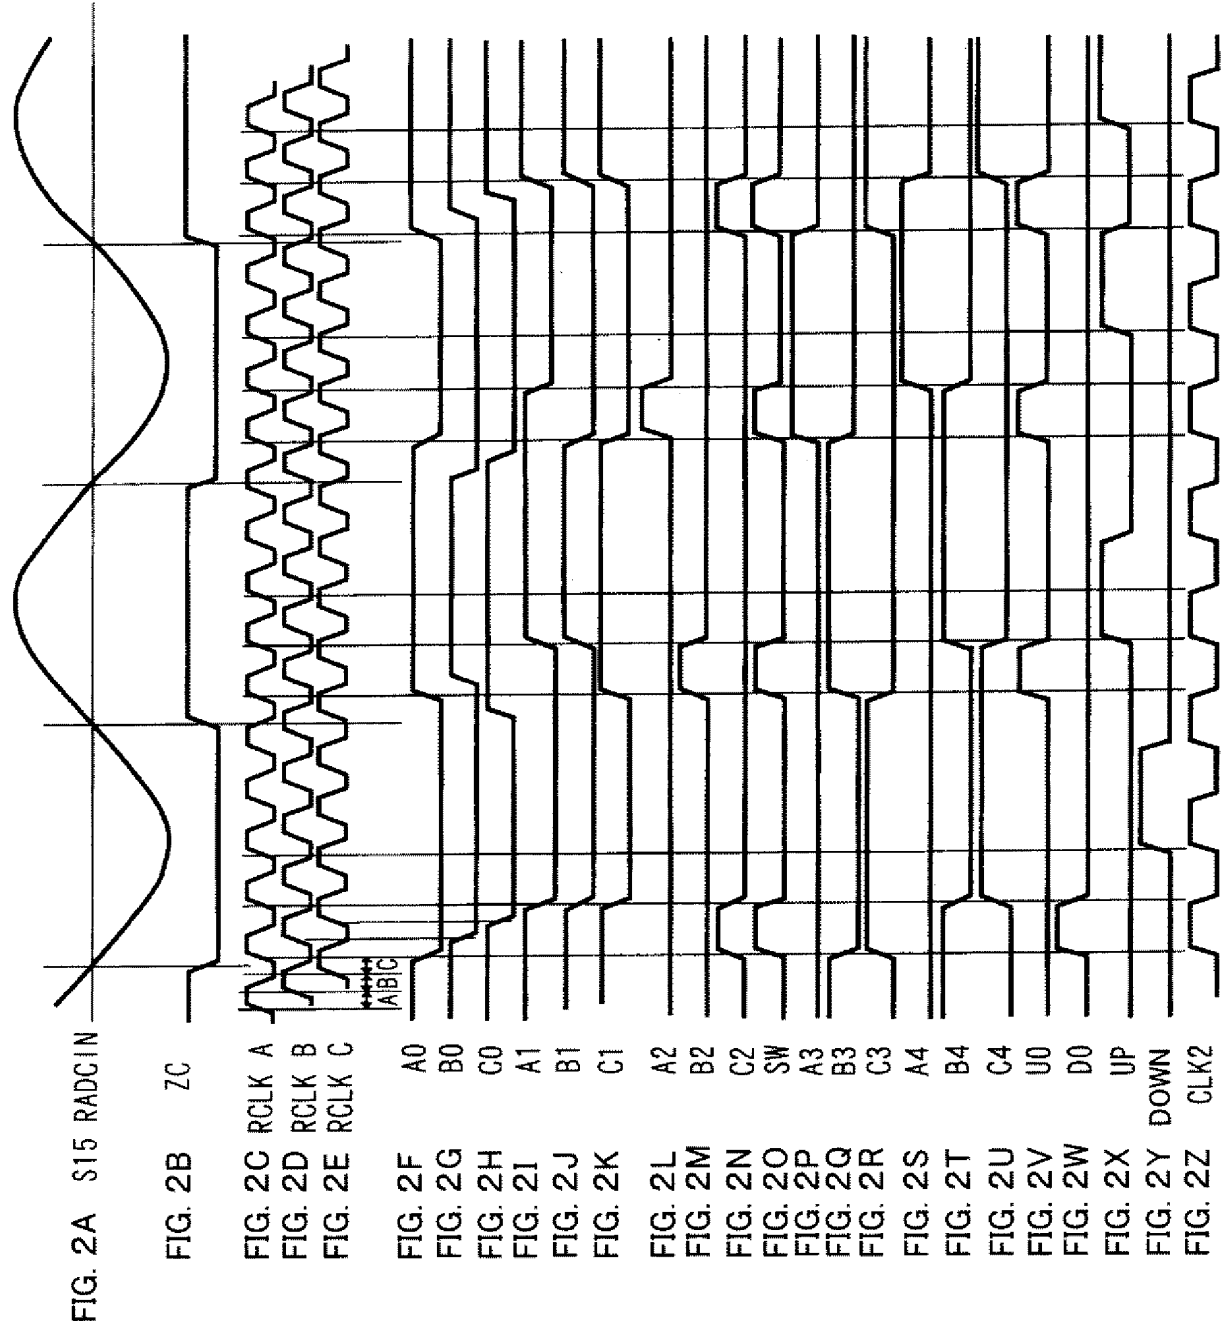 FIG. 2A S15 RADCIN
FIG. 2B ZC
FIG. 2C RCLK A
FIG. 2D RCLK B
FIG. 2E RCLK C
A B C
FIG. 2F A0
FIG. 2G B0
FIG. 2H C0
FIG. 2I A1
FIG. 2J B1
FIG. 2K C1
FIG. 2L A2
FIG. 2M B2
FIG. 2N C2
FIG. 2O SW
FIG. 2P A3
FIG. 2Q B3
FIG. 2R C3
FIG. 2S A4
FIG. 2T B4
FIG. 2U C4
FIG. 2V U0
FIG. 2W D0
FIG. 2X UP
FIG. 2Y DOWN
FIG. 2Z CLK2